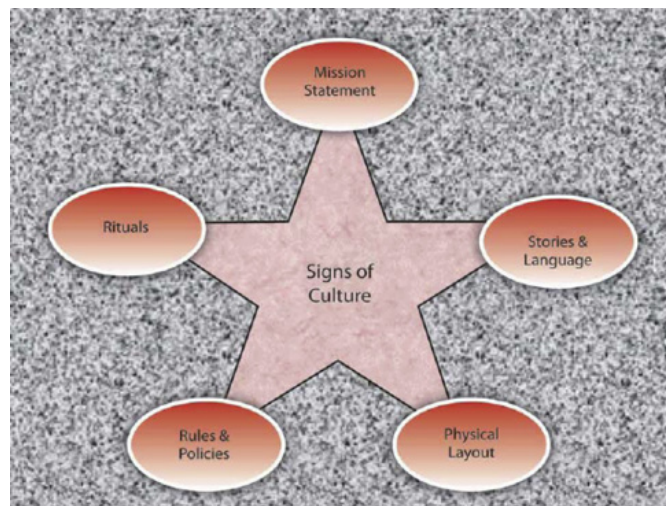 Mission
Statement
Rituals
Stories &
Language
Signs of
Culture
Rules &
Policies
Physical
Layout